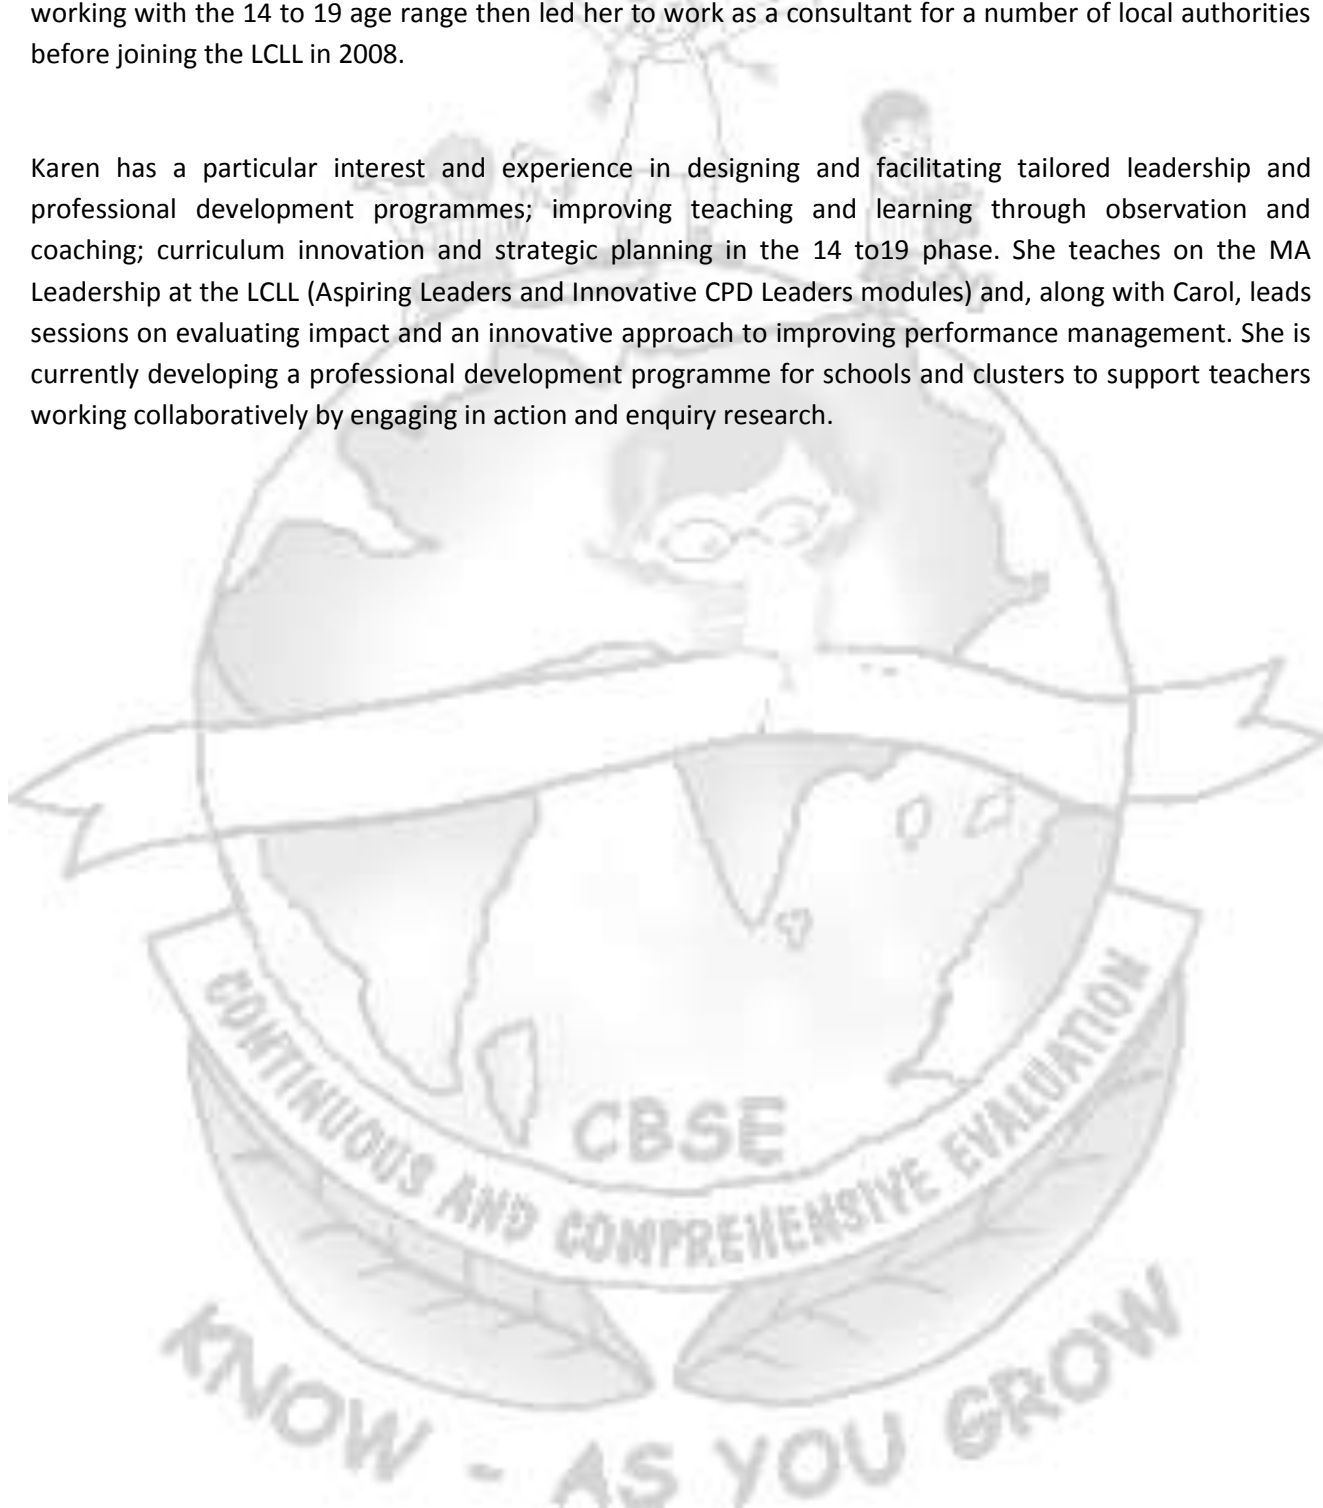 working with the 14 to 19 age range then led her to work as a consultant for a number of local authorities
before joining the LCLL in 2008.
Karen has a particular interest and experience in designing and facilitating tailored leadership and
professional development programmes; improving teaching and learning through observation and
coaching; curriculum innovation and strategic planning in the 14 to19 phase. She teaches on the MA
Leadership at the LCLL (Aspiring Leaders and Innovative CPD Leaders modules) and, along with Carol, leads
sessions on evaluating impact and an innovative approach to improving performance management. She is
currently developing a professional development programme for schools and clusters to support teachers
working collaboratively by engaging in action and enquiry research.
CBSE
CONTINUOUS AND COMPREHENSIVE EVALUATION
KNOW - AS YOU GROW